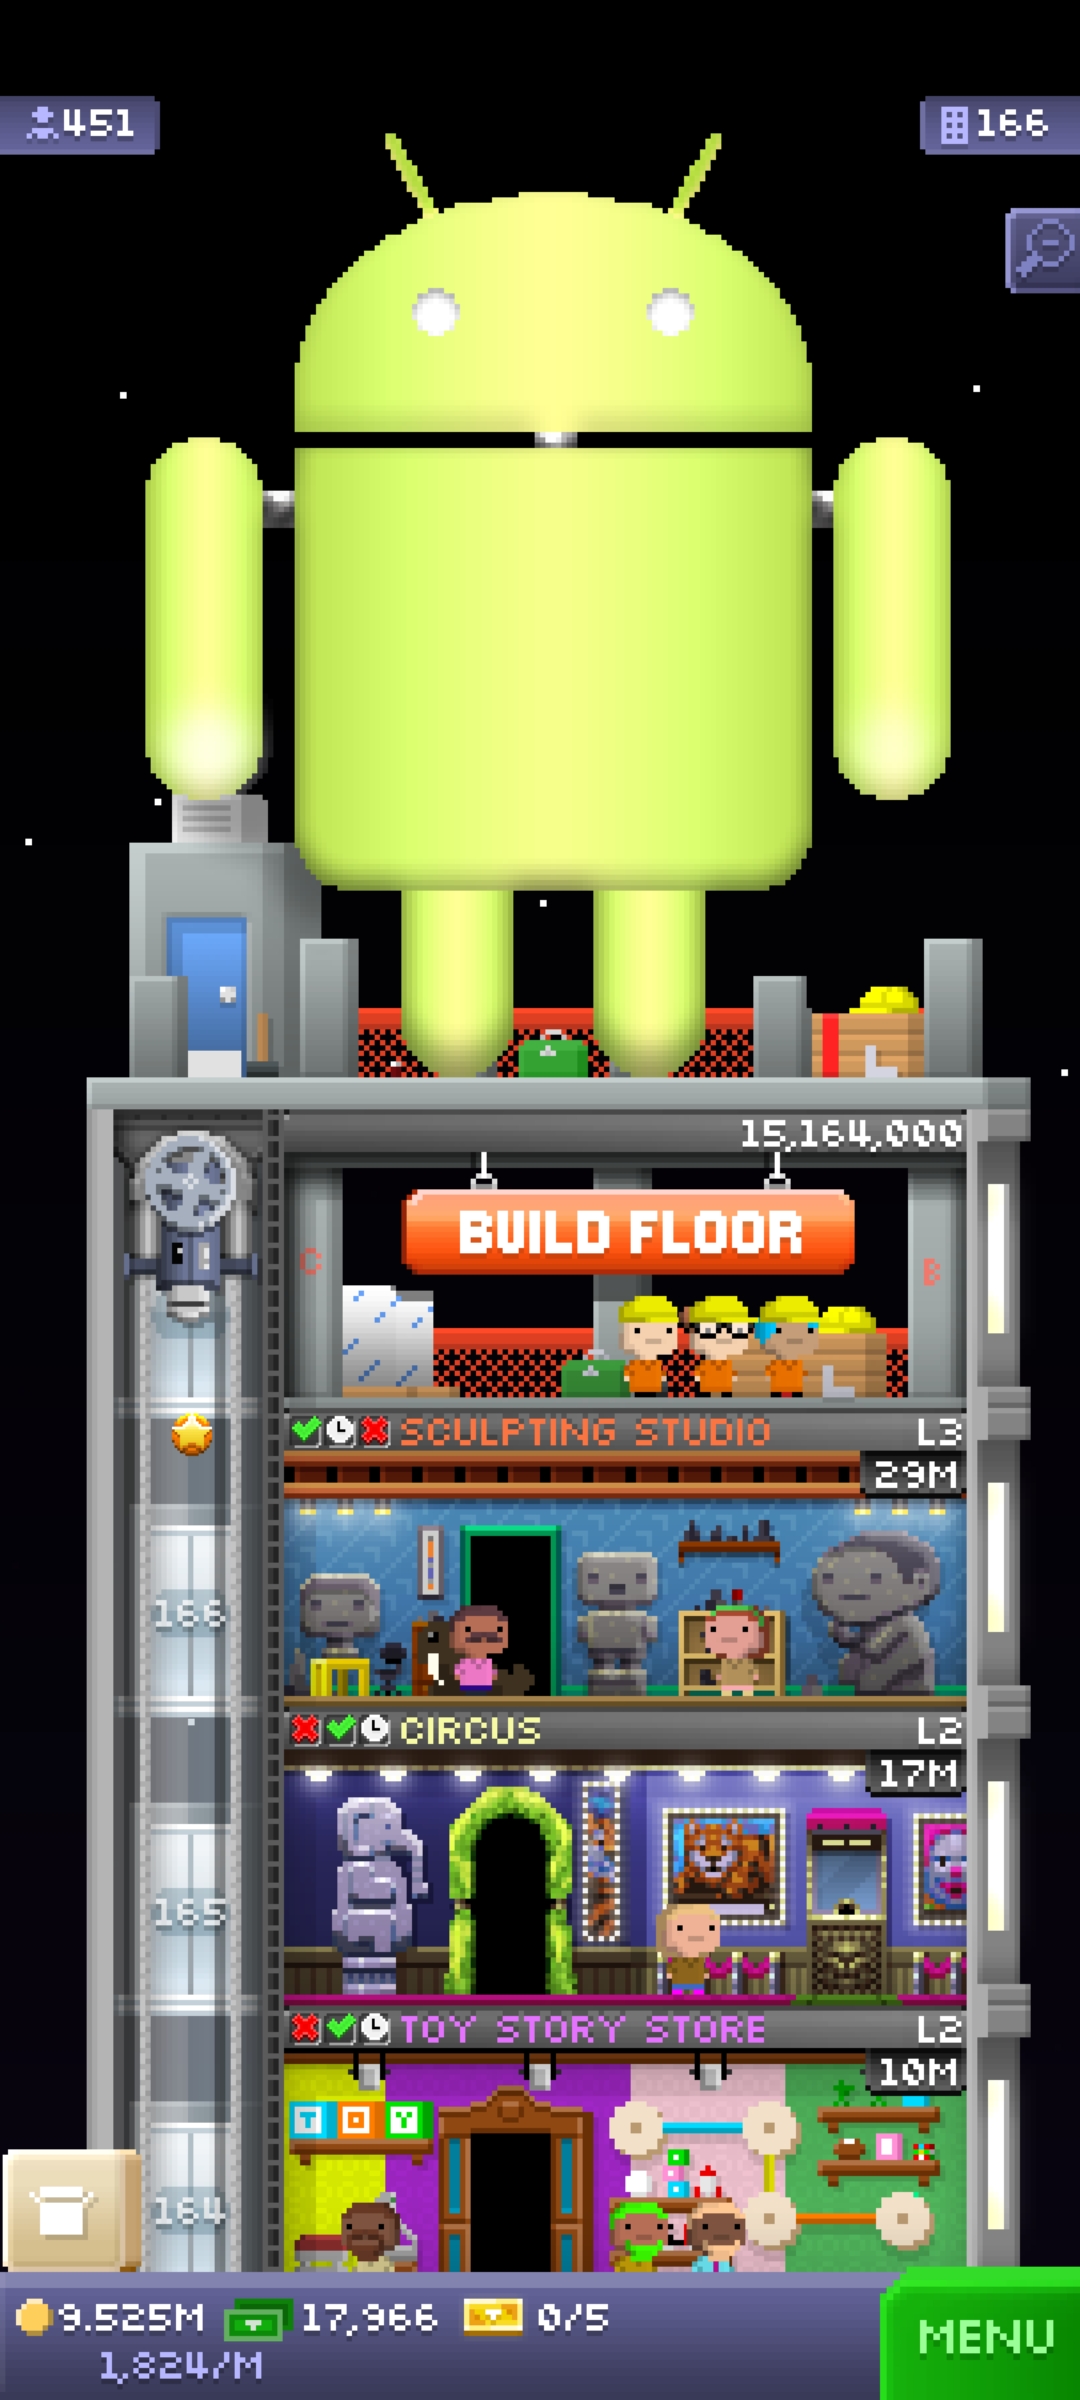 451
166
15,164,000
BUILD FLOOR
C
B
SCULPTING STUDIO L3
29M
166
CIRCUS L2
17M
165
TOY STORY STORE L2
10M
T O Y
164
9.525M 17,966 0/5
1,824/M
MENU